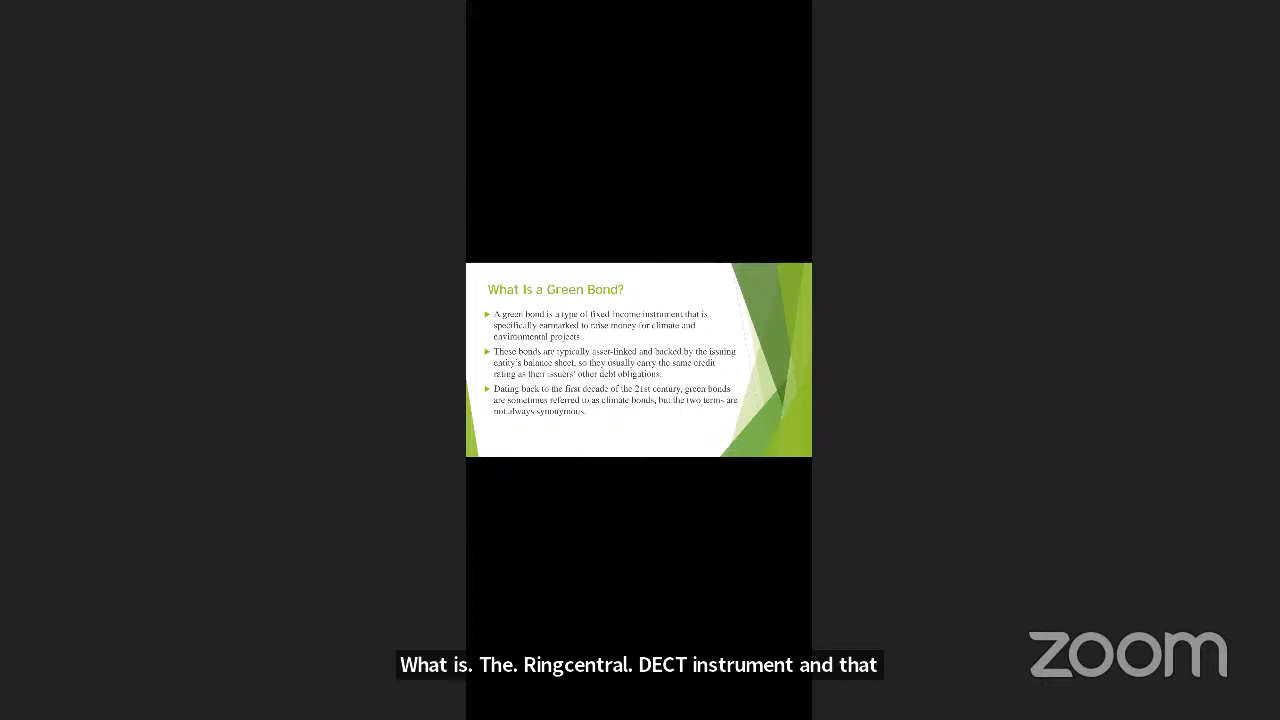 What Is a Green Bond?
A green bond is a type of fixed-income instrument that is
specifically earmarked to raise money for climate and
environmental projects.
These bonds are typically asset-linked and backed by the issuing
entity's balance sheet, so they usually carry the same credit
rating as their issuers' other debt obligations.
Dating back to the first decade of the 21st century, green bonds
are sometimes referred to as climate bonds, but the two terms are
not always synonymous.
What is. The. Ringcentral. DECT instrument and that
zoom